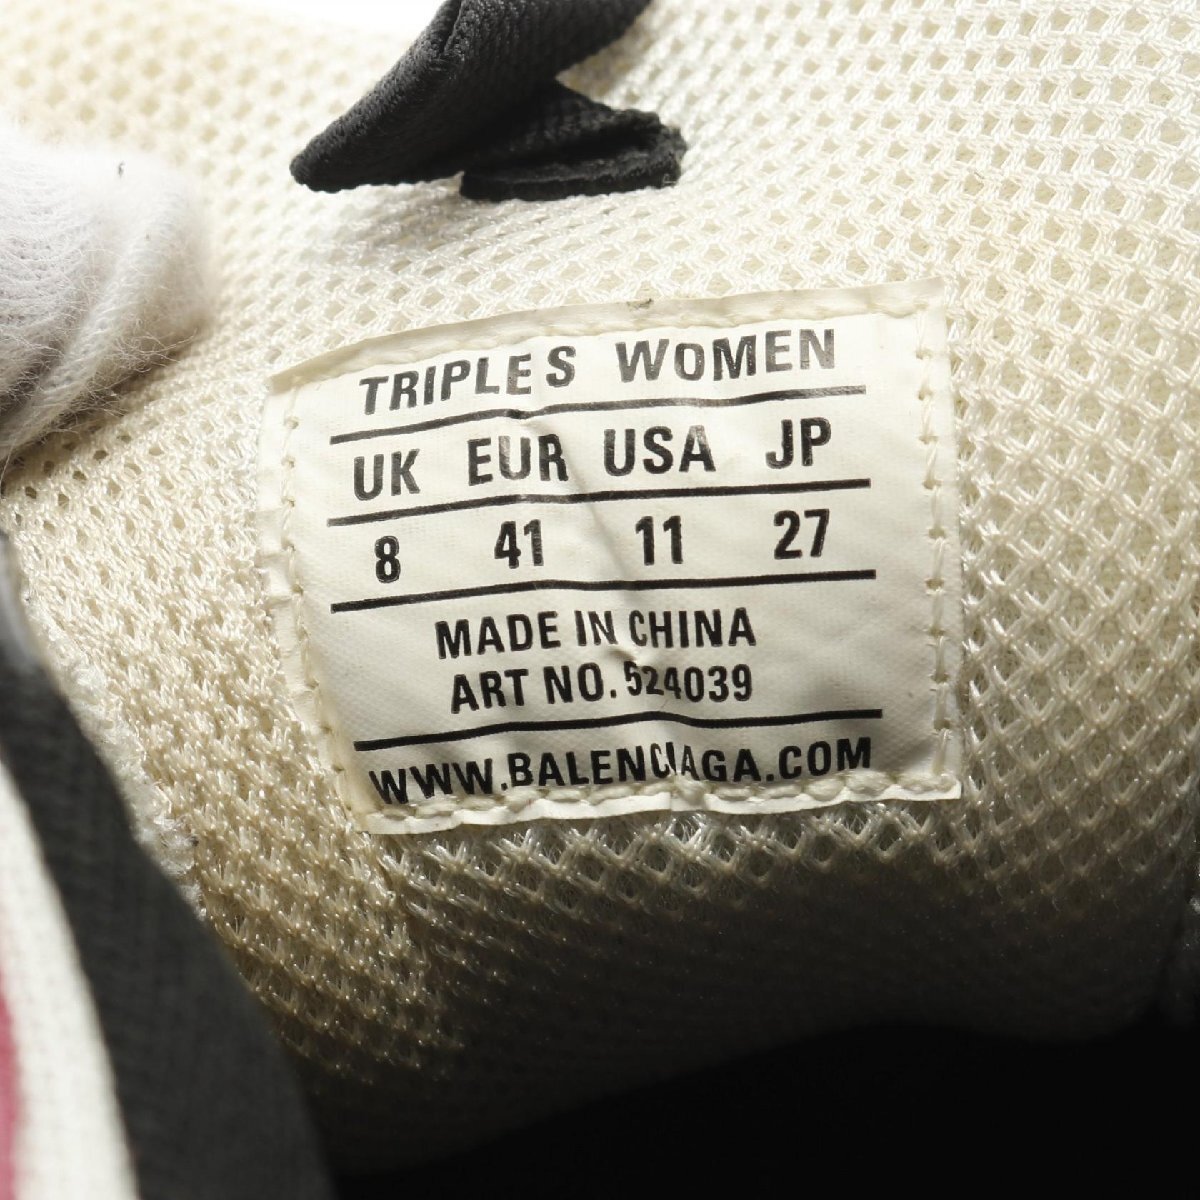 TRIPLE S WOMEN
UK EUR USA JP
8 41 11 27
MADE IN CHINA
ART NO. 524039
WWW.BALENCIAGA.COM